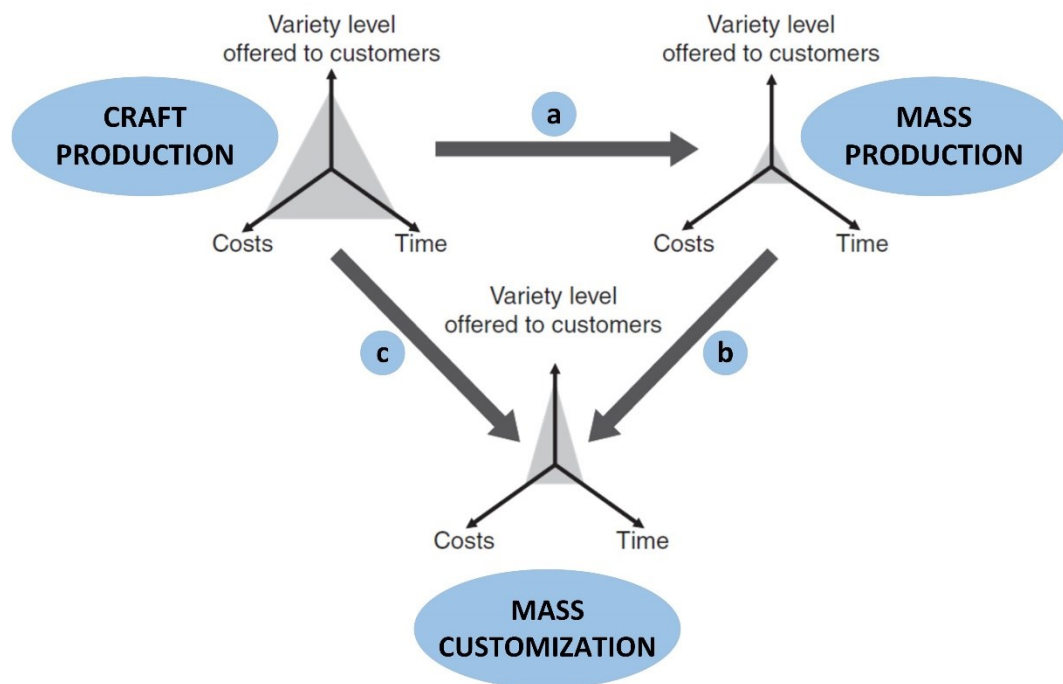 Variety level
offered to customers
CRAFT
PRODUCTION
Costs
Time
a
Variety level
offered to customers
MASS
PRODUCTION
Costs
Time
c
b
Variety level
offered to customers
Costs
Time
MASS
CUSTOMIZATION